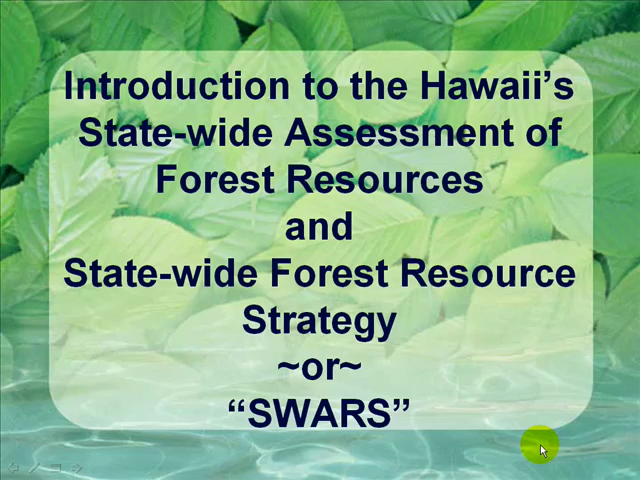 Introduction to the Hawaii’s
State-wide Assessment of
Forest Resources
and
State-wide Forest Resource
Strategy
~or~
“SWARS”